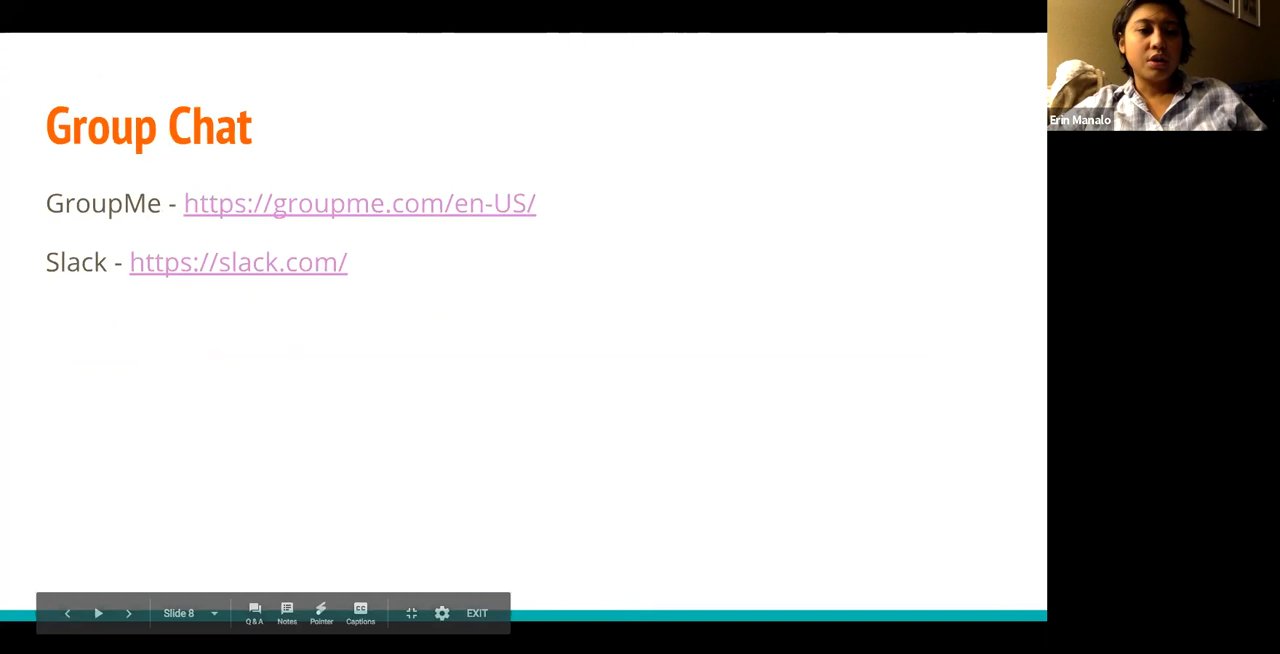 Group Chat
GroupMe - https://groupme.com/en-US/
Slack - https://slack.com/
Erin Manalo
Slide 8
Q & A
Notes
Pointer
CC
Captions
EXIT